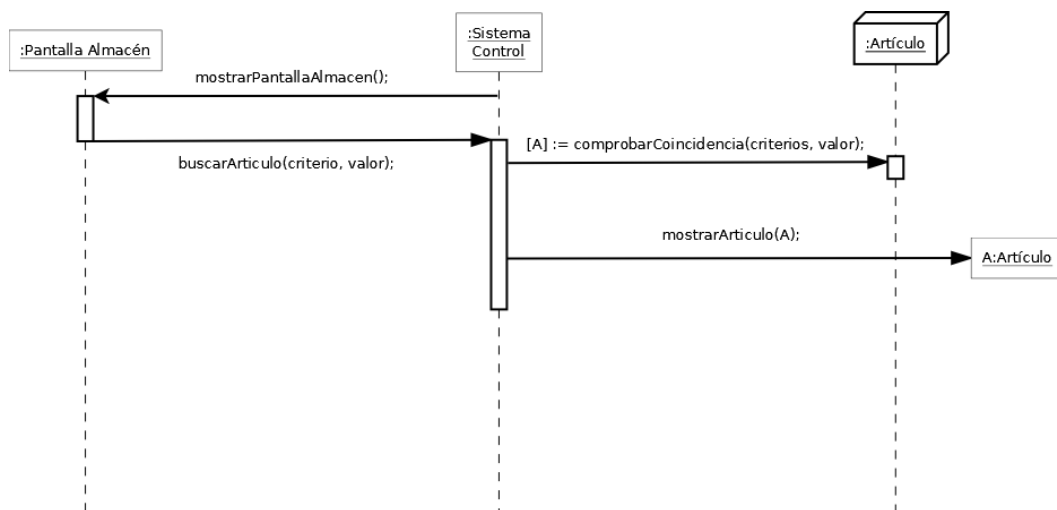 :Pantalla Almacén
:Sistema
Control
:Artículo
mostrarPantallaAlmacen();
buscarArticulo(criterio, valor);
[A] := comprobarCoincidencia(criterios, valor);
mostrarArticulo(A);
A:Artículo